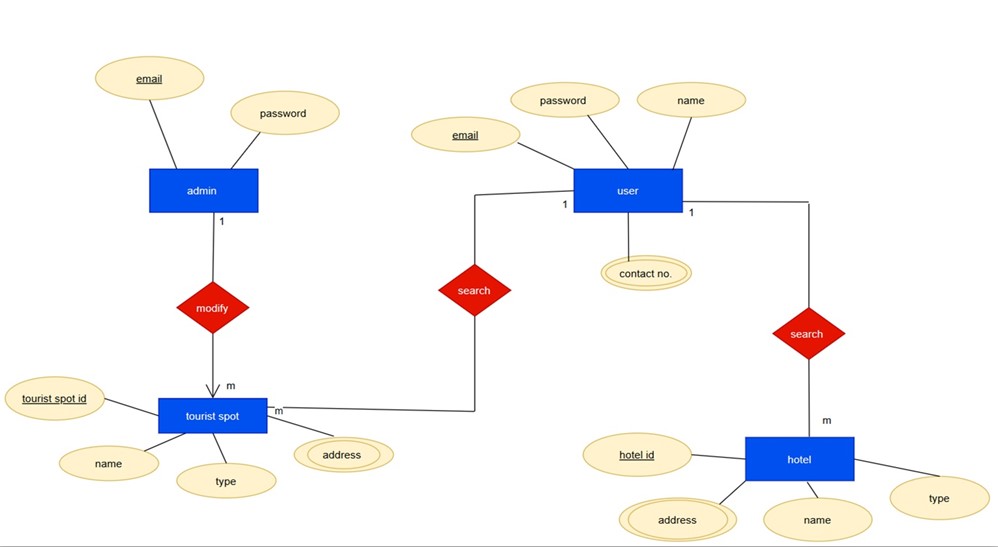 email
password
admin
1
modify
m
tourist spot id
tourist spot
name
type
address
m
search
1
email
password
name
user
contact no.
1
search
m
hotel id
hotel
address
name
type